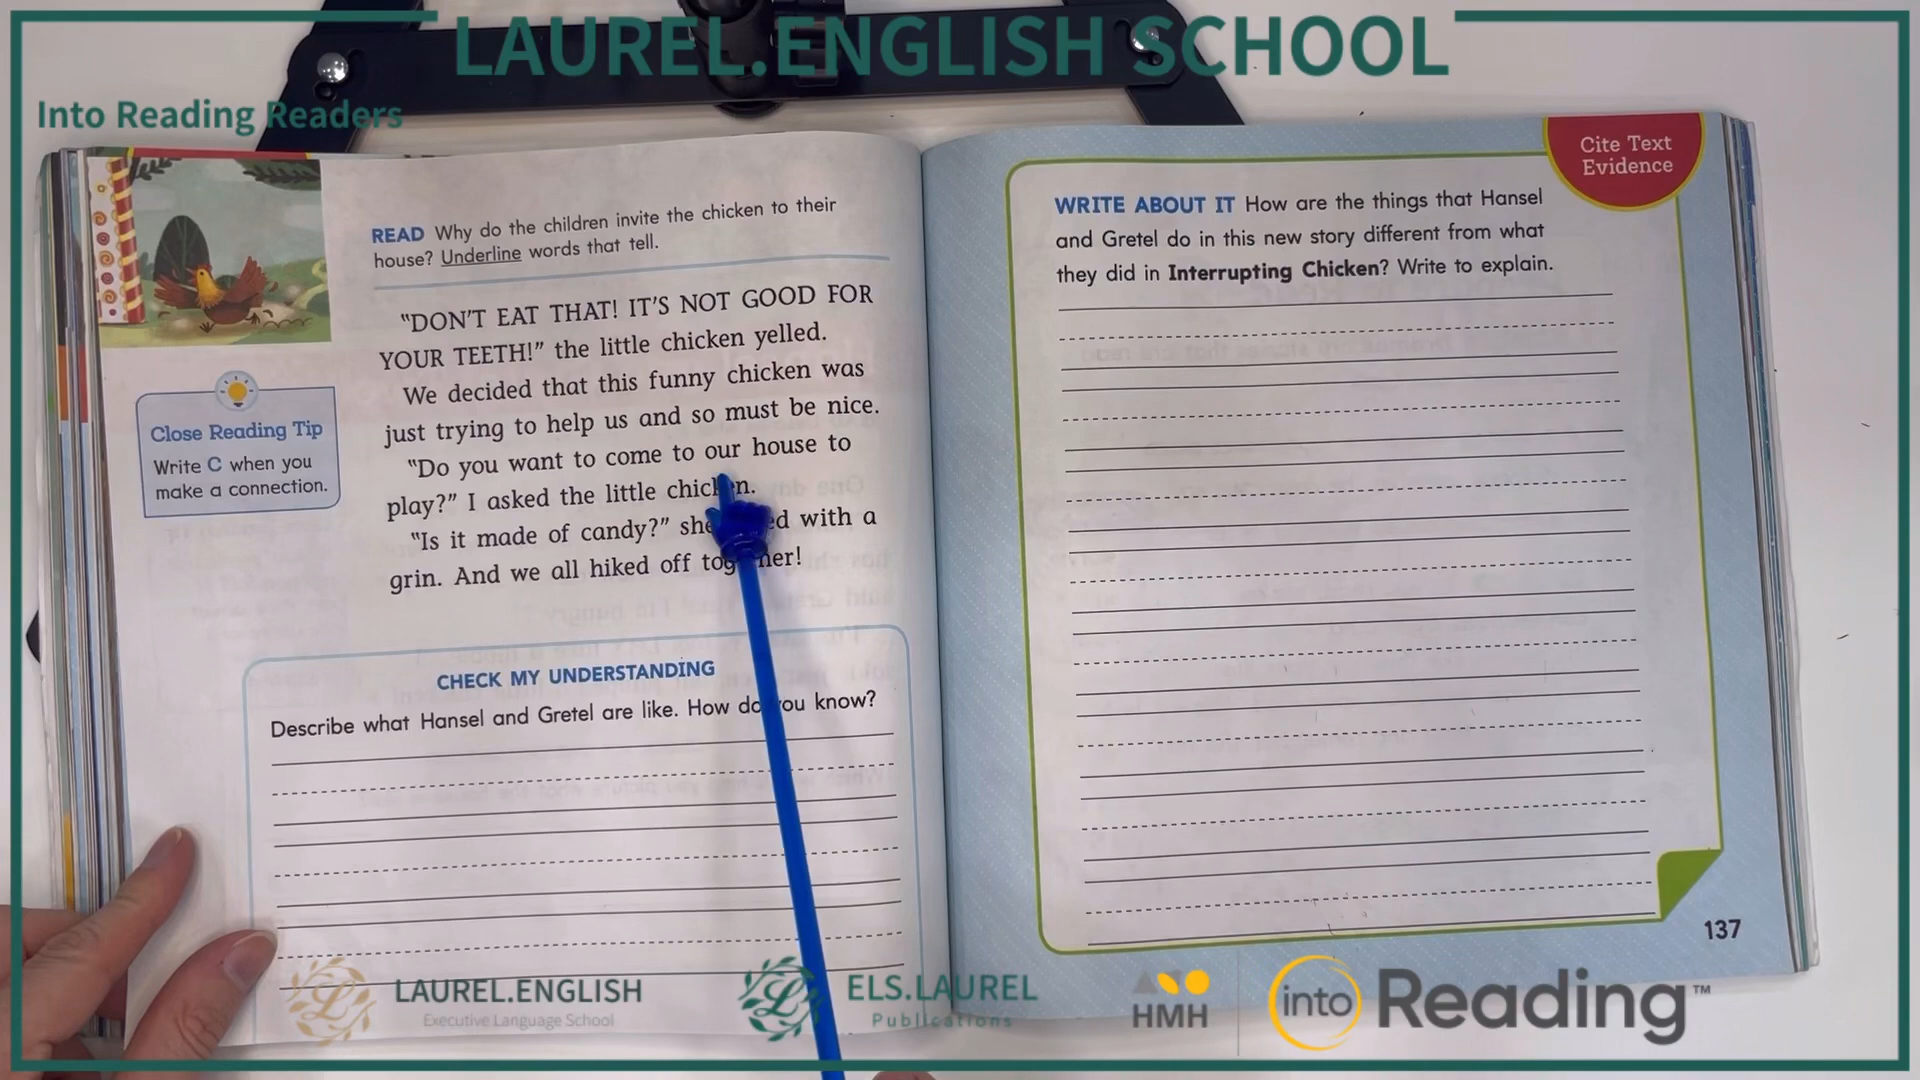 LAUREL.ENGLISH SCHOOL
Into Reading Readers
READ Why do the children invite the chicken to their
house? Underline words that tell.
"DON'T EAT THAT! IT'S NOT GOOD FOR
YOUR TEETH!" the little chicken yelled.
We decided that this funny chicken was
just trying to help us and so must be nice.
"Do you want to come to our house to
play?" I asked the little chicken.
"Is it made of candy?" she with a
grin. And we all hiked off together!
Close Reading Tip
Write C when you
make a connection.
CHECK MY UNDERSTANDING
Describe what Hansel and Gretel are like. How do you know?
Cite Text
Evidence
WRITE ABOUT IT How are the things that Hansel
and Gretel do in this new story different from what
they did in Interrupting Chicken? Write to explain.
137
LAUREL.ENGLISH
Executive Language School
ELS.LAUREL
Publications
HMH
into Reading™